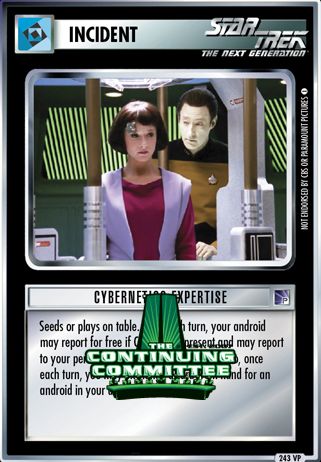 INCIDENT
STAR TREK
THE NEXT GENERATION
NOT ENDORSED BY CBS OR PARAMOUNT PICTURES
CYBERNETICS EXPERTISE
Seeds or plays on table. turn, your android
may report for free if present and may report
to your once
each turn, for an
android in your
THE
CONTINUING
COMMITTEE
P
243 VP